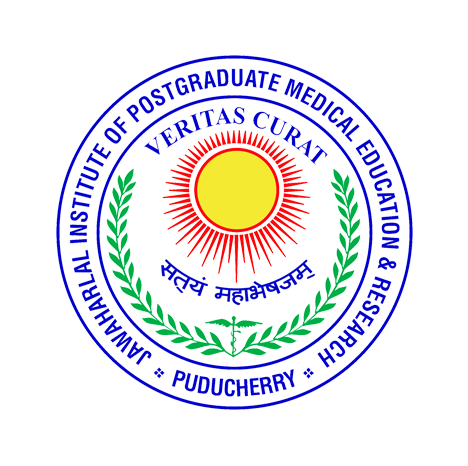 JAWAHARLAL INSTITUTE OF POSTGRADUATE MEDICAL EDUCATION & RESEARCH
VERITAS CURAT
सत्यं महाभेषजम्
PUDUCHERRY